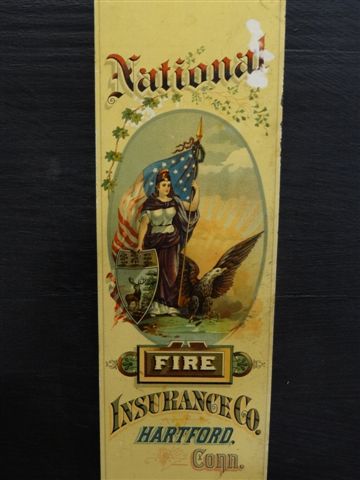 National
FIRE
INSURANCE CO.
HARTFORD,
Conn.